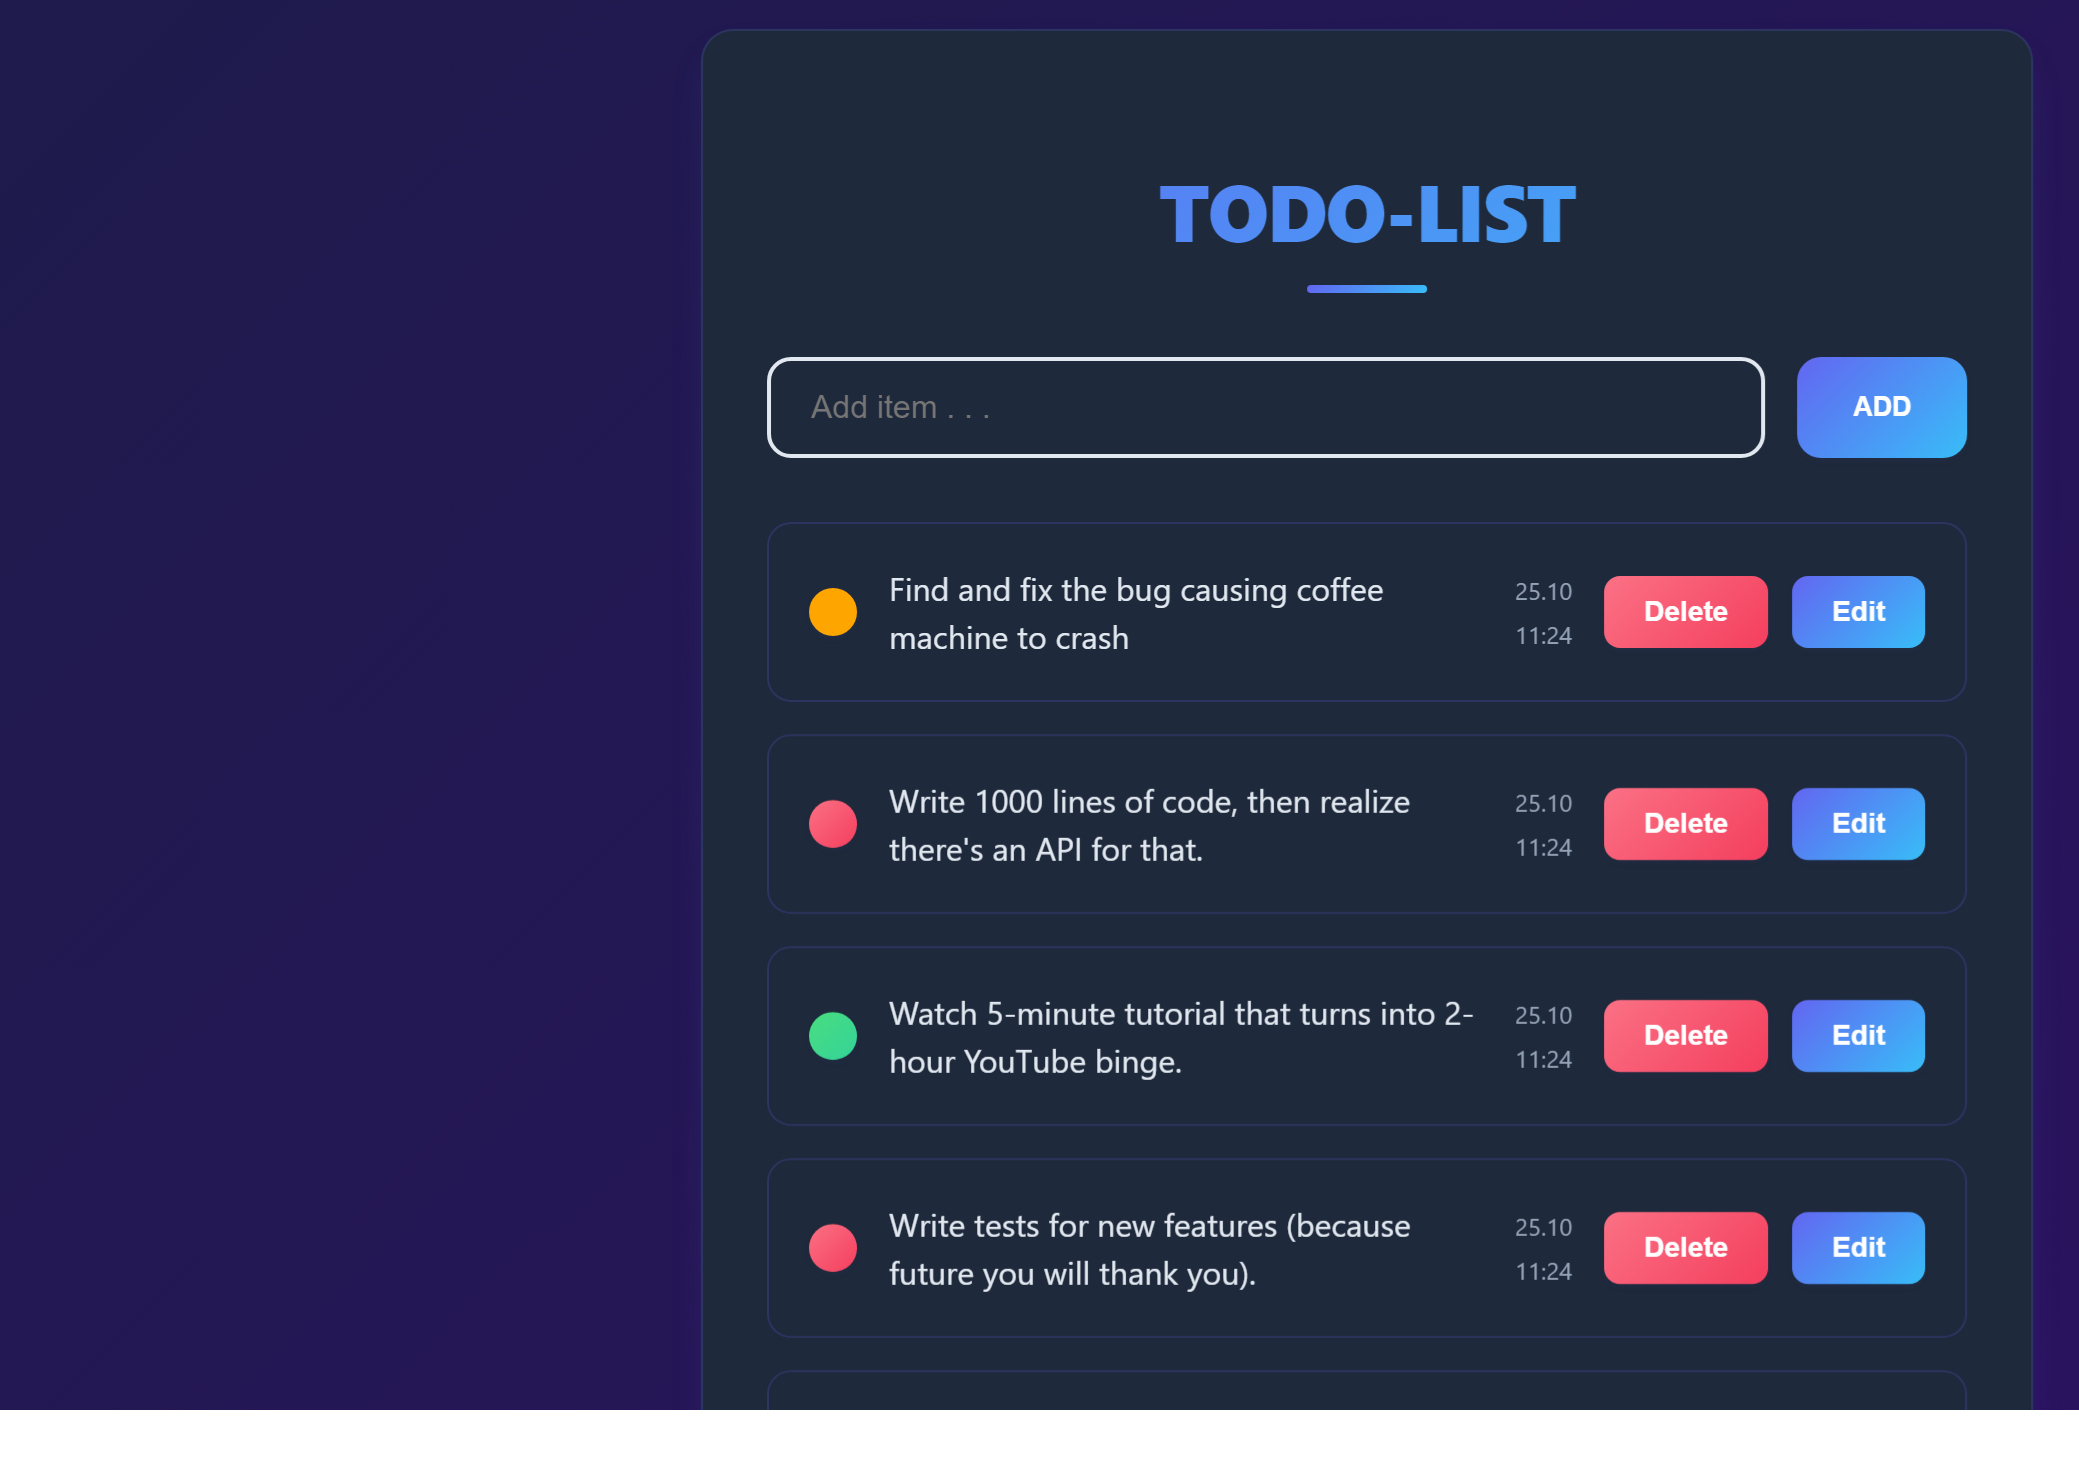 TODO-LIST
Add item . . .
ADD
Find and fix the bug causing coffee
machine to crash
25.10
11:24
Delete
Edit
Write 1000 lines of code, then realize
there's an API for that.
25.10
11:24
Delete
Edit
Watch 5-minute tutorial that turns into 2-
hour YouTube binge.
25.10
11:24
Delete
Edit
Write tests for new features (because
future you will thank you).
25.10
11:24
Delete
Edit